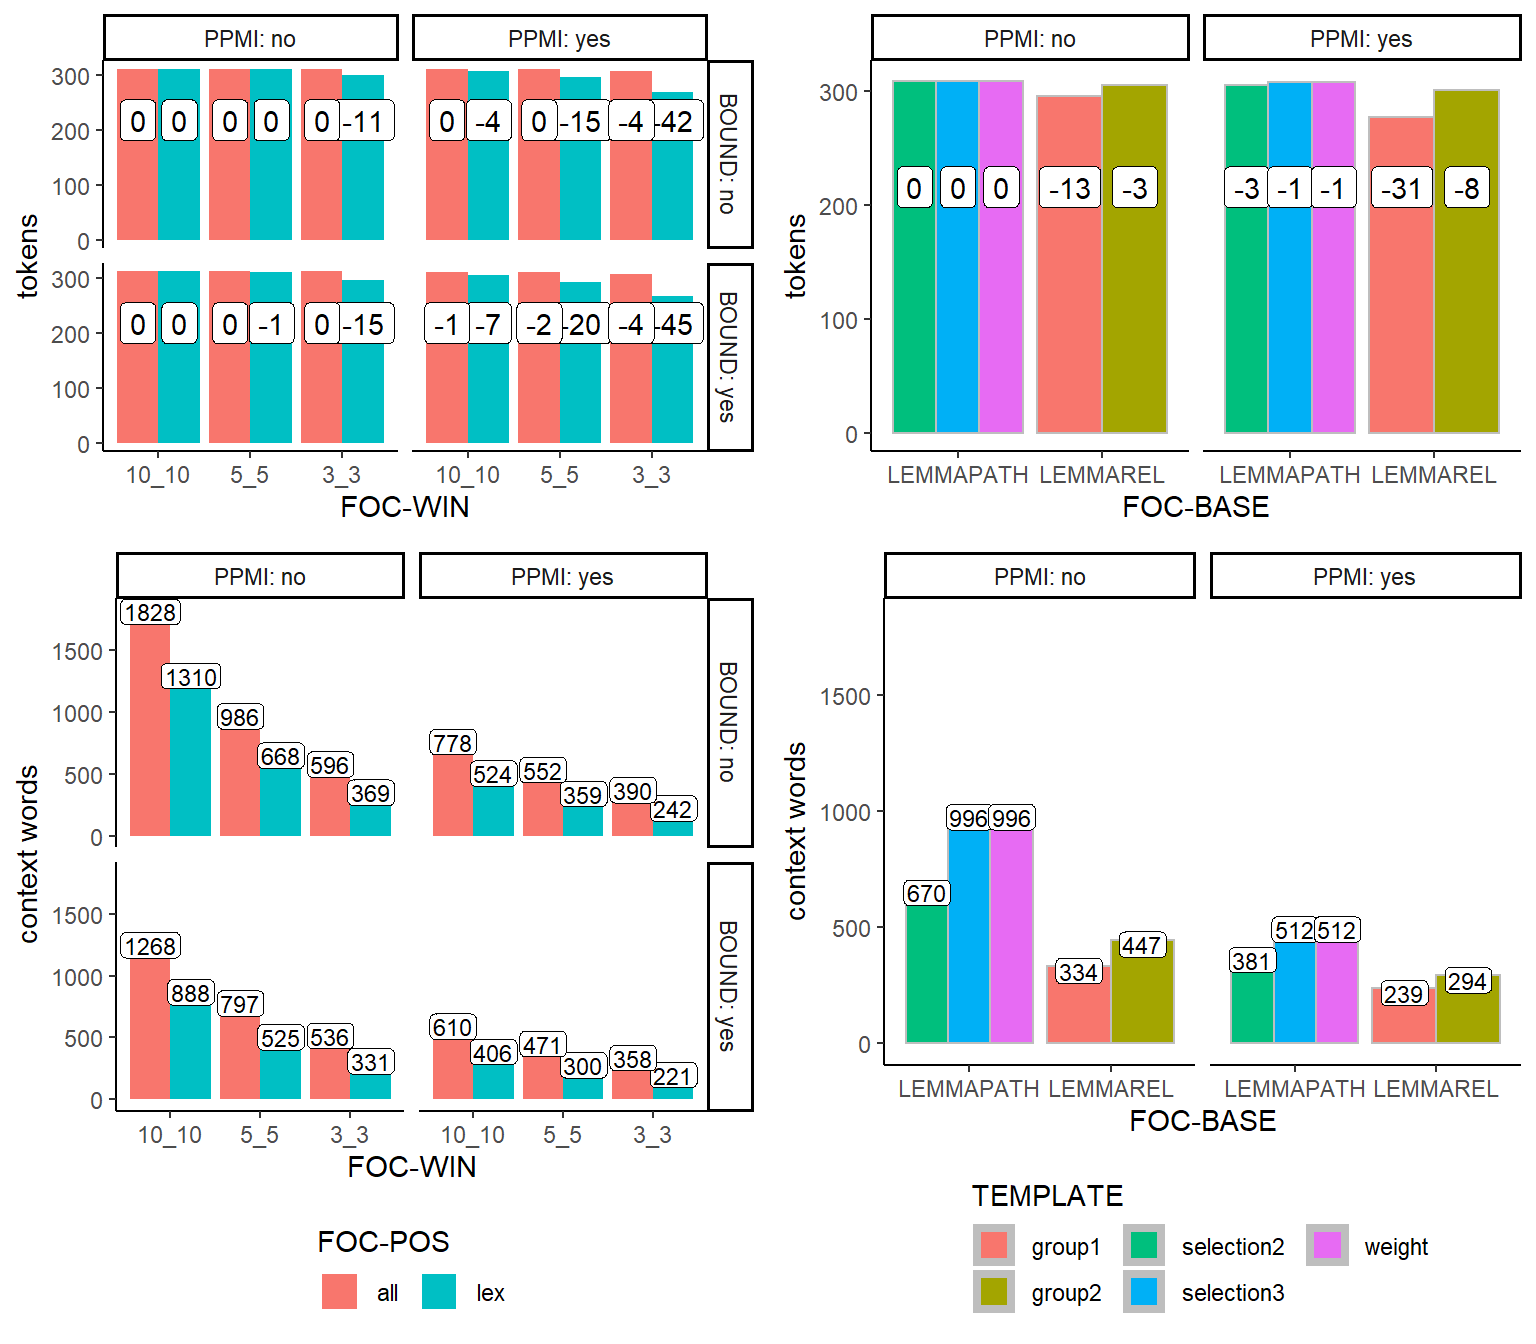 PPMI: no PPMI: yes
tokens
300
200
100
0
0 0 0 0 0 -11
0 -4 0 -15 -4 -42
BOUND: no
300
200
100
0
0 0 0 -1 0 -15
-1 -7 -2 -20 -4 -45
BOUND: yes
10_10 5_5 3_3 10_10 5_5 3_3
FOC-WIN
PPMI: no PPMI: yes
tokens
300
200
100
0
0 0 0 -13 -3
-3 -1 -1 -31 -8
LEMMAPATH LEMMAREL LEMMAPATH LEMMAREL
FOC-BASE
PPMI: no PPMI: yes
context words
1500
1000
500
0
1828 1310 986 668 596 369
778 524 552 359 390 242
BOUND: no
1500
1000
500
0
1268 888 797 525 536 331
610 406 471 300 358 221
BOUND: yes
10_10 5_5 3_3 10_10 5_5 3_3
FOC-WIN
FOC-POS
all lex
PPMI: no PPMI: yes
context words
1500
1000
500
0
670 996 996 334 447
381 512 512 239 294
LEMMAPATH LEMMAREL LEMMAPATH LEMMAREL
FOC-BASE
TEMPLATE
group1 selection2 weight
group2 selection3